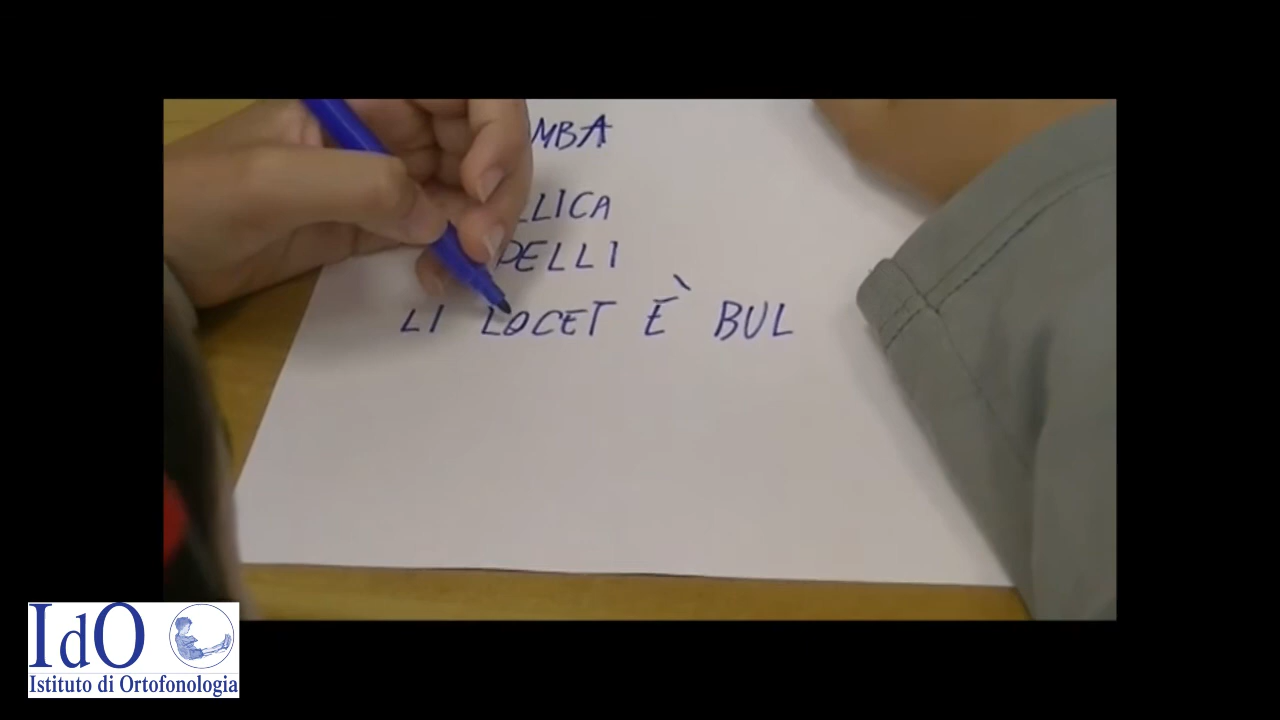 MBA
LLICA
PELLI
LI LOCET È BUL
IdO
Istituto di Ortofonologia